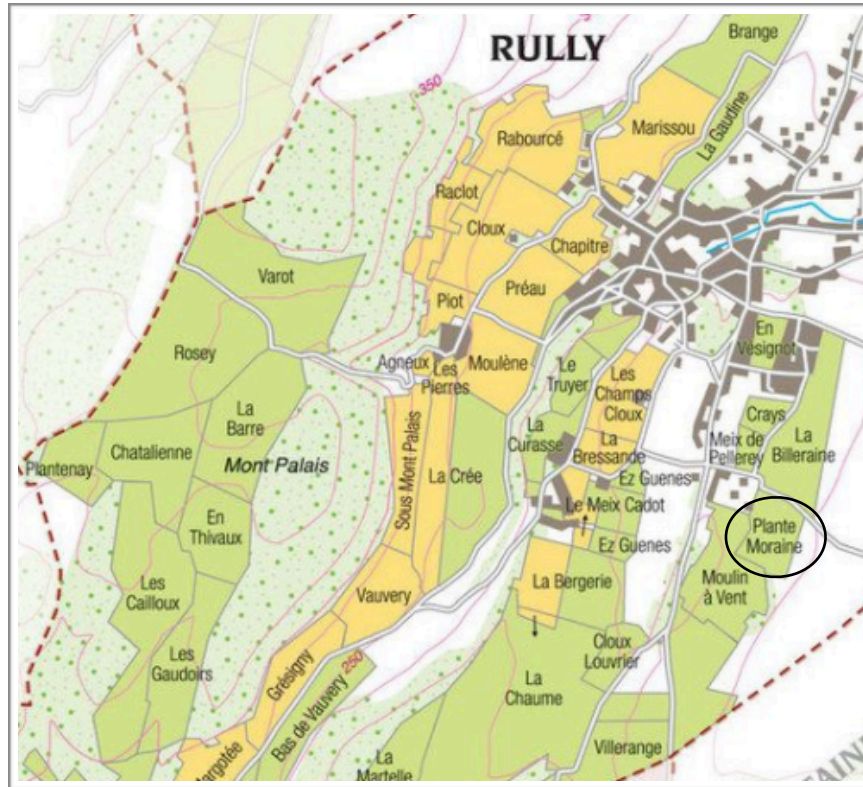 RULLY
Brange
350
Rabourcé
Marissou
La Gaudine
Raclot
Cloux
Chapitre
Varot
Piot
Préau
En
Vésignot
Rosey
Agneux
Les
Pierres
Moulène
Le
Truyer
Les
Champs
Cloux
La
Barre
Crays
La
Billeraine
Plantenay
Chatalienne
Mont Palais
Sous Mont Palais
La Crée
La
Curasse
La
Bressande
Meix de
Pellerey
Ez Guenes
Le Meix Cadot
En
Thivaux
Ez Guenes
Plante
Moraine
Les
Cailloux
Vauvery
La Bergerie
Moulin
à Vent
Les
Gaudoirs
Grésigny
250
Bas de Vauvery
La
Chaume
Cloux
Louvrier
argotée
La
Martelle
Villerange
TAIN